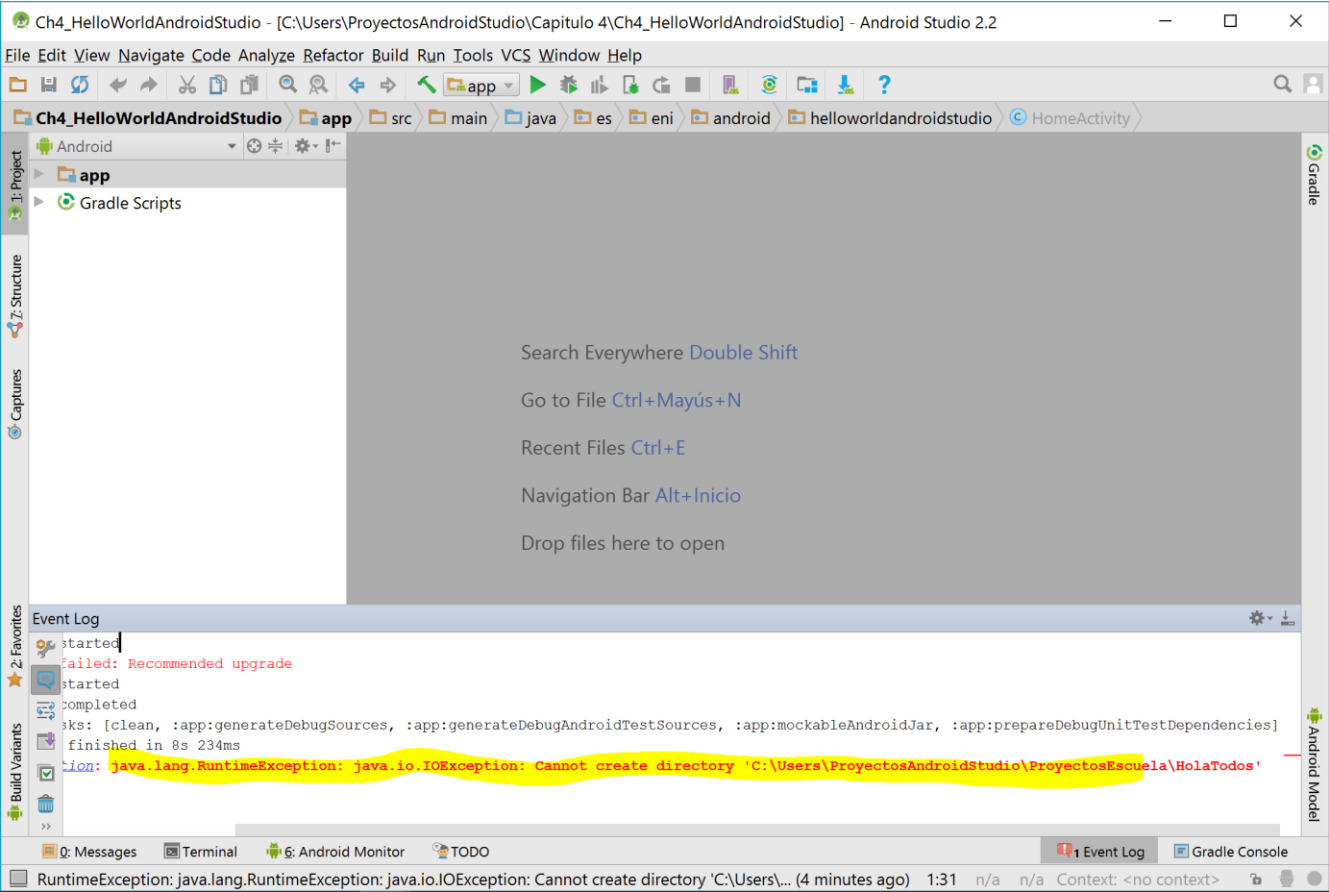 Ch4_HelloWorldAndroidStudio - [C:\Users\ProyectosAndroidStudio\Capitulo 4\Ch4_HelloWorldAndroidStudio] - Android Studio 2.2
File Edit View Navigate Code Analyze Refactor Build Run Tools VCS Window Help
app
Ch4_HelloWorldAndroidStudio app src main java es eni android helloworldandroidstudio HomeActivity
Android
app
Gradle Scripts
1: Project
7: Structure
Captures
2: Favorites
Build Variants
Gradle
Android Model
Search Everywhere Double Shift
Go to File Ctrl+Mayús+N
Recent Files Ctrl+E
Navigation Bar Alt+Inicio
Drop files here to open
Event Log
started
failed: Recommended upgrade
started
completed
sks: [clean, :app:generateDebugSources, :app:generateDebugAndroidTestSources, :app:mockableAndroidJar, :app:prepareDebugUnitTestDependencies]
finished in 8s 234ms
tion: java.lang.RuntimeException: java.io.IOException: Cannot create directory 'C:\Users\ProyectosAndroidStudio\ProyectosEscuela\HolaTodos'
0: Messages Terminal 6: Android Monitor TODO 1 Event Log Gradle Console
RuntimeException: java.lang.RuntimeException: java.io.IOException: Cannot create directory 'C:\Users\... (4 minutes ago) 1:31 n/a n/a Context: <no context>